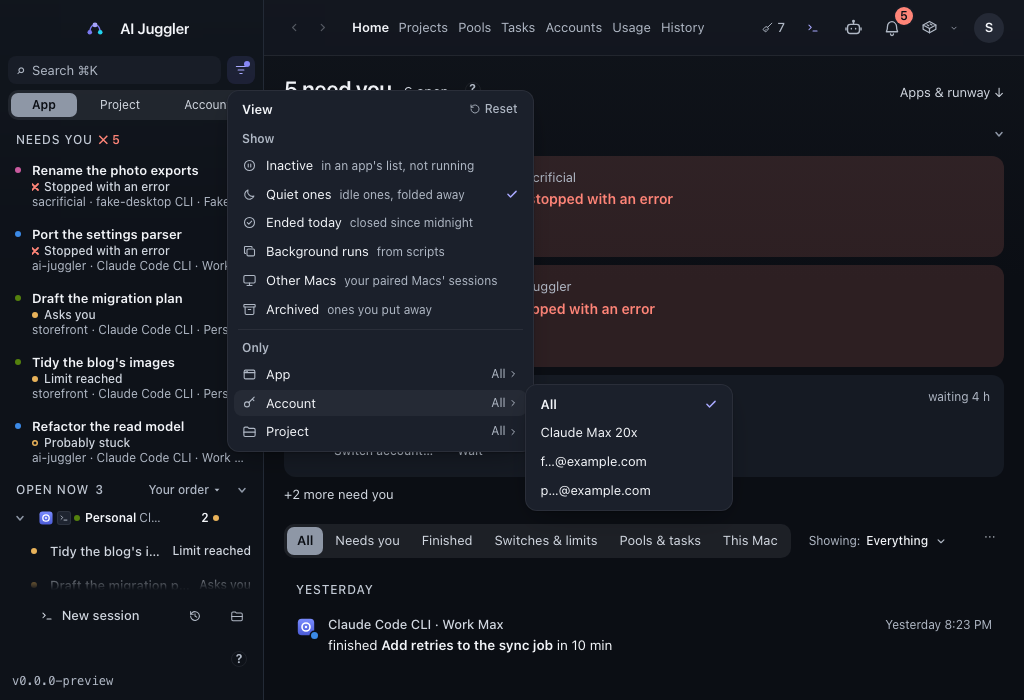 AI Juggler
Search ⌘K
App Project Accoun
NEEDS YOU 5
Rename the photo exports
Stopped with an error
sacrificial · fake-desktop CLI · Fake
Port the settings parser
Stopped with an error
ai-juggler · Claude Code CLI · Work
Draft the migration plan
Asks you
storefront · Claude Code CLI · Pers
Tidy the blog's images
Limit reached
storefront · Claude Code CLI · Pers
Refactor the read model
Probably stuck
ai-juggler · Claude Code CLI · Work ...
OPEN NOW 3 Your order
Personal Cl... 2
Tidy the blog's i... Limit reached
Draft the migration p... Asks you
New session
?
v0.0.0-preview
Home Projects Pools Tasks Accounts Usage History
7
5
S
5 need you 6 open ?
Apps & runway ↓
View Reset
Show
Inactive in an app's list, not running
Quiet ones idle ones, folded away
Ended today closed since midnight
Background runs from scripts
Other Macs your paired Macs' sessions
Archived ones you put away
Only
App All ›
Account All ›
Project All ›
All
Claude Max 20x
f...@example.com
p...@example.com
crificial
stopped with an error
uggler
pped with an error
waiting 4 h
Switch account... Wait
+2 more need you
All Needs you Finished Switches & limits Pools & tasks This Mac Showing: Everything ...
YESTERDAY
Claude Code CLI · Work Max Yesterday 8:23 PM
finished Add retries to the sync job in 10 min